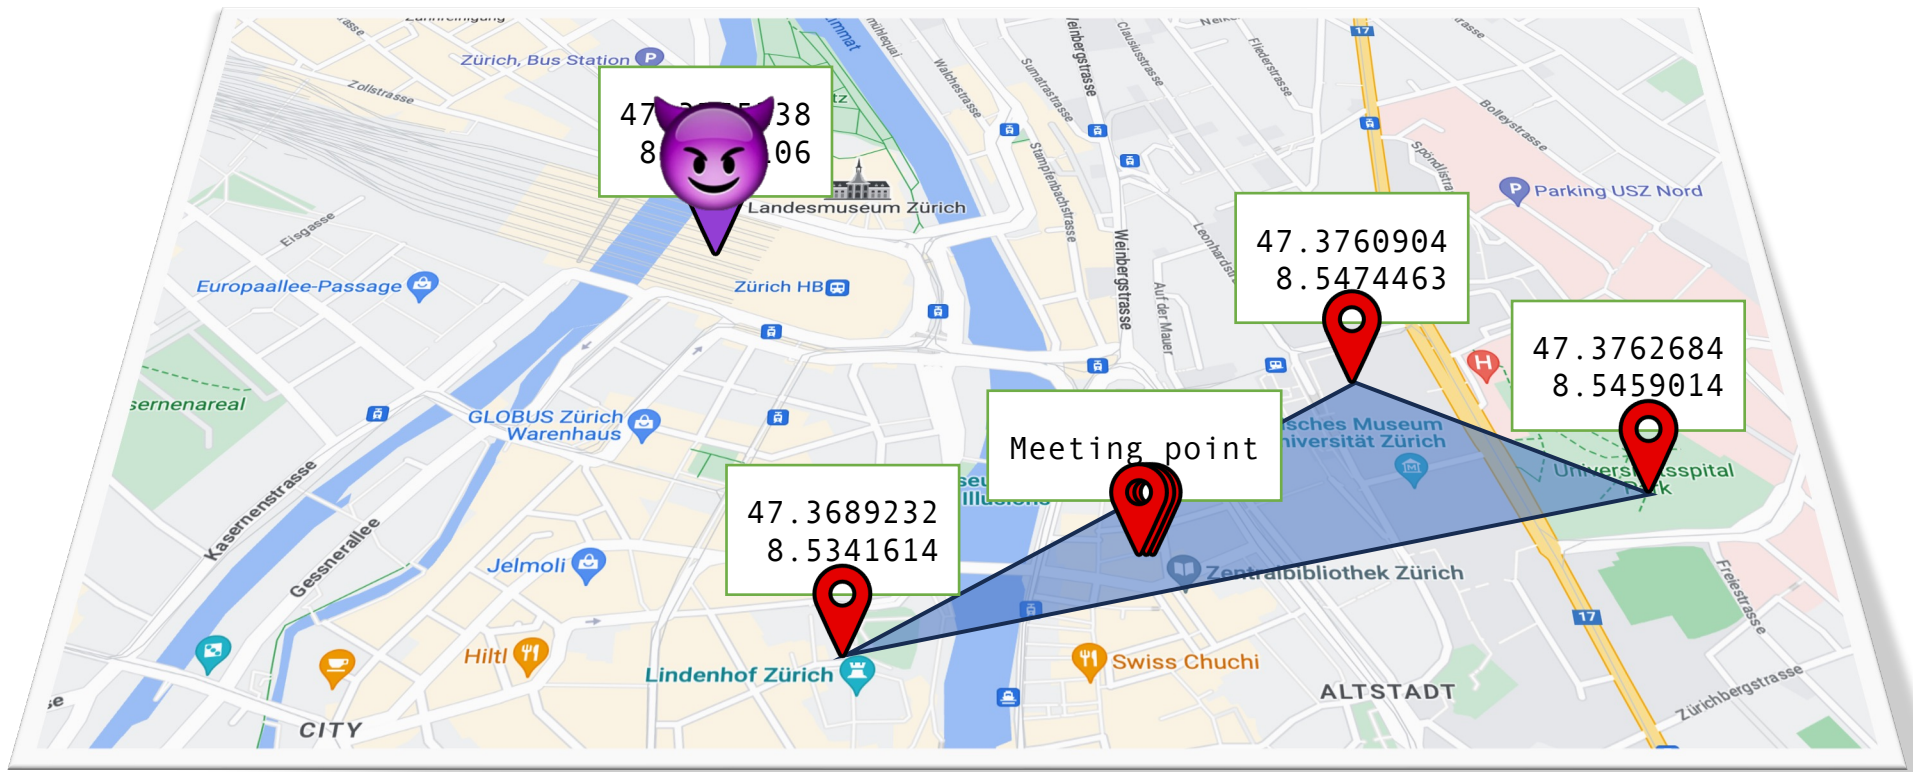 Zürich, Bus Station
P
Zollstrasse
Walchestrasse
Sumatrastrasse
Weinbergstrasse
Clausiusstrasse
Fliederstrasse
17
Bolleystrasse
Landesmuseum Zürich
Parking USZ Nord
P
Eisgasse
Stampfenbachstrasse
Europaallee-Passage
Zürich HB
Weinbergstrasse
Auf der Mauer
47.3760904
8.5474463
H
47.3762684
8.5459014
GLOBUS Zürich
Warenhaus
Meeting point
Kasernenstrasse
Gessnerallee
47.3689232
8.5341614
Jelmoli
Zentralbibliothek Zürich
Freiestrasse
17
Hiltl
Lindenhof Zürich
Swiss Chuchi
ALTSTADT
Zürichbergstrasse
CITY